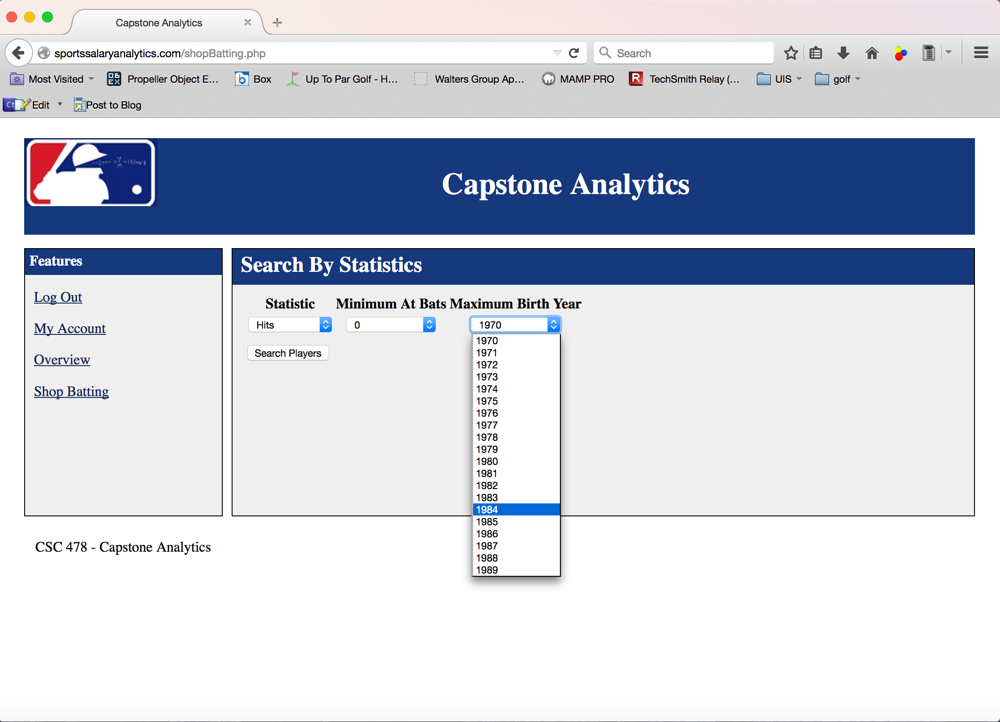 Capstone Analytics
sportssalaryanalytics.com/shopBatting.php
Search
Most Visited
Propeller Object E...
Box
Up To Par Golf - H...
Walters Group Ap...
MAMP PRO
TechSmith Relay (...
UIS
golf
Edit
Post to Blog
Capstone Analytics
Features
Log Out
My Account
Overview
Shop Batting
Search By Statistics
Statistic Minimum At Bats Maximum Birth Year
Hits 0 1970
Search Players
1970
1971
1972
1973
1974
1975
1976
1977
1978
1979
1980
1981
1982
1983
1984
1985
1986
1987
1988
1989
CSC 478 - Capstone Analytics